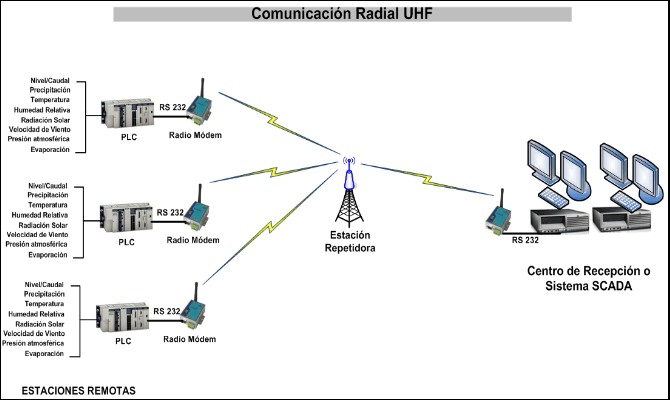 Comunicación Radial UHF
Nivel/Caudal
Precipitación
Temperatura
Humedad Relativa
Radiación Solar
Velocidad de Viento
Presión atmosférica
Evaporación
PLC
RS 232
Radio Módem
Nivel/Caudal
Precipitación
Temperatura
Humedad Relativa
Radiación Solar
Velocidad de Viento
Presión atmosférica
Evaporación
PLC
RS 232
Radio Módem
Nivel/Caudal
Precipitación
Temperatura
Humedad Relativa
Radiación Solar
Velocidad de Viento
Presión atmosférica
Evaporación
PLC
RS 232
Radio Módem
Estación
Repetidora
RS 232
Centro de Recepción o
Sistema SCADA
ESTACIONES REMOTAS